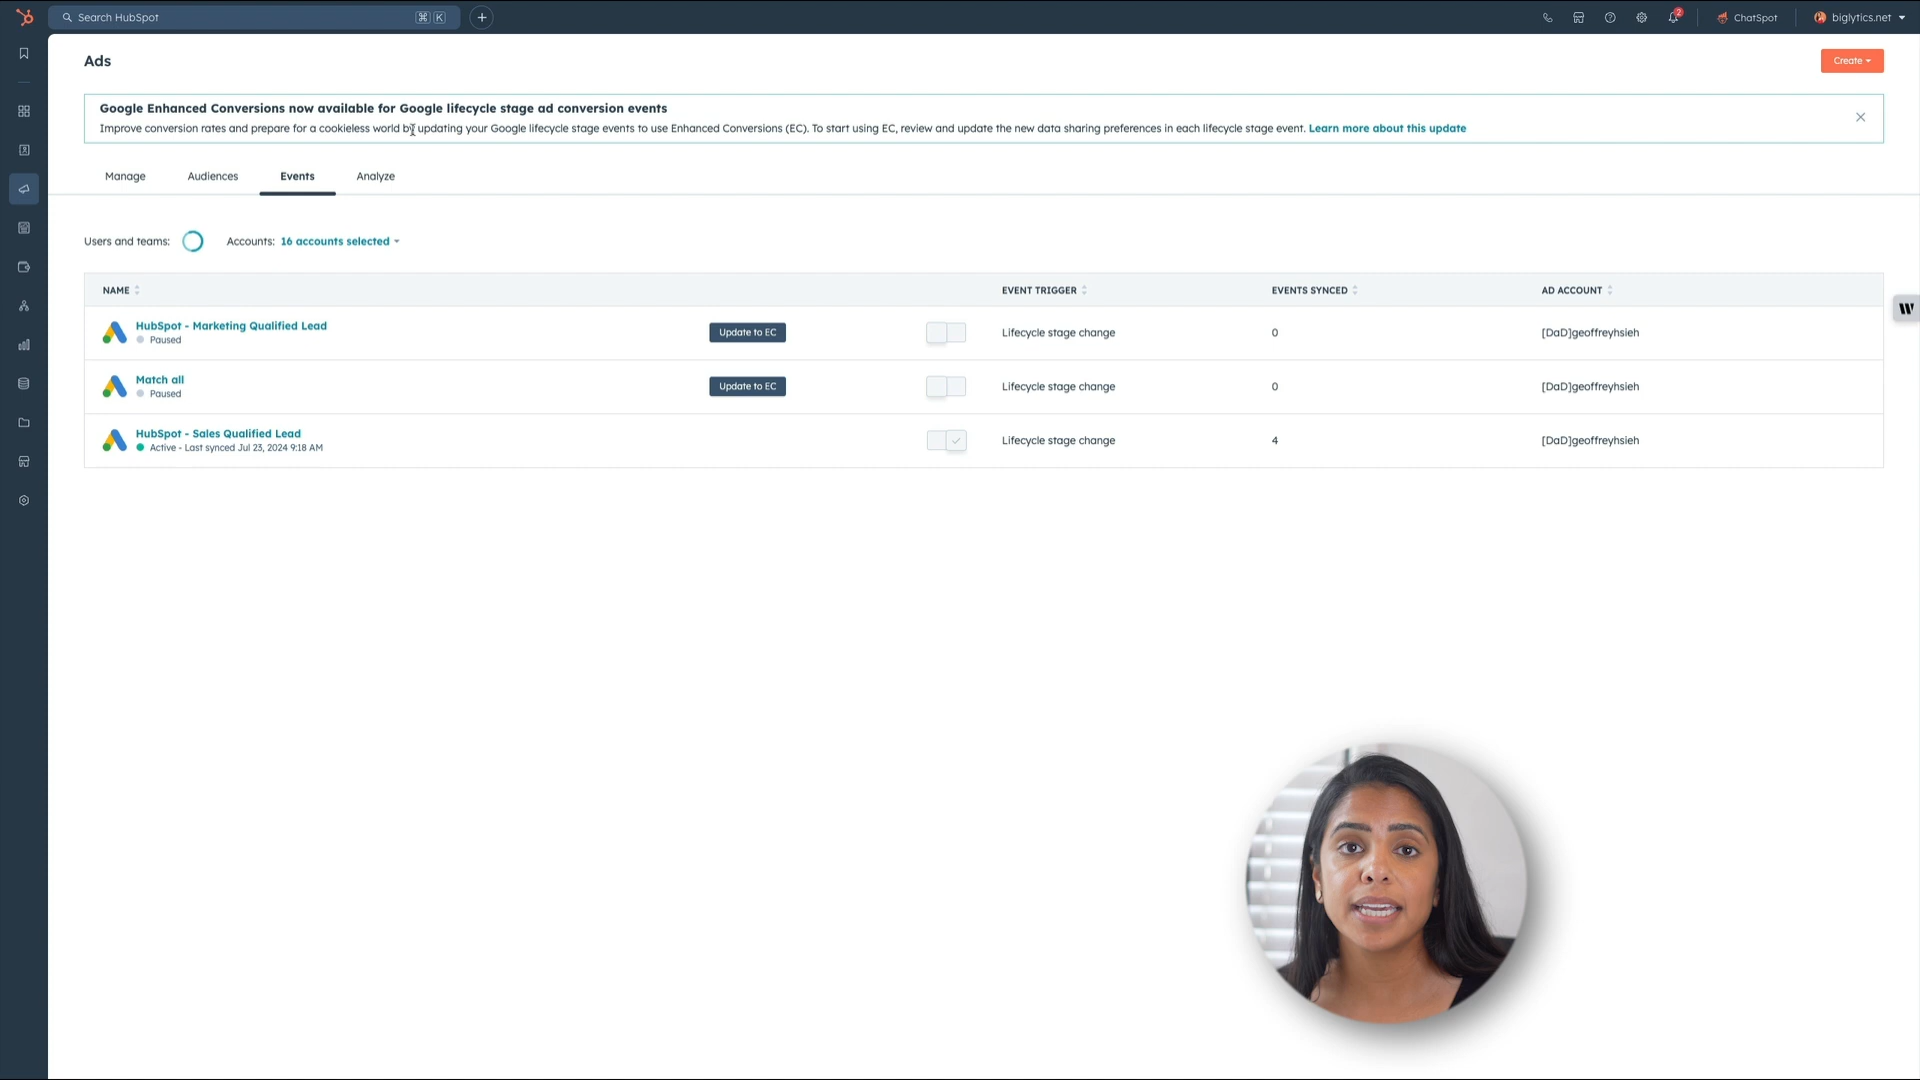 Search HubSpot
⌘ K
2
ChatSpot
biglytics.net
Ads
Create
Google Enhanced Conversions now available for Google lifecycle stage ad conversion events
Improve conversion rates and prepare for a cookieless world by updating your Google lifecycle stage events to use Enhanced Conversions (EC). To start using EC, review and update the new data sharing preferences in each lifecycle stage event. Learn more about this update
Manage
Audiences
Events
Analyze
Users and teams:
Accounts: 16 accounts selected
NAME
EVENT TRIGGER
EVENTS SYNCED
AD ACCOUNT
HubSpot - Marketing Qualified Lead
Paused
Update to EC
Lifecycle stage change
0
[DaD]geoffreyhsieh
Match all
Paused
Update to EC
Lifecycle stage change
0
[DaD]geoffreyhsieh
HubSpot - Sales Qualified Lead
Active - Last synced Jul 23, 2024 9:18 AM
Lifecycle stage change
4
[DaD]geoffreyhsieh
W